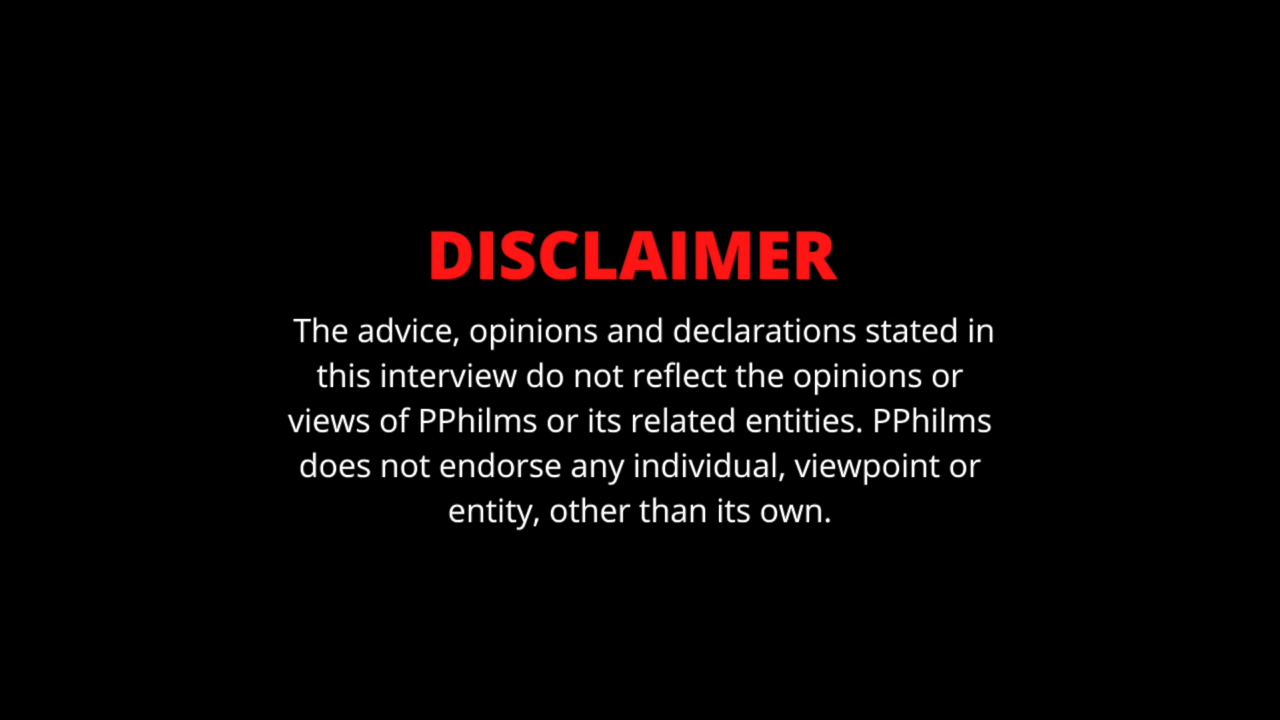 DISCLAIMER
The advice, opinions and declarations stated in
this interview do not reflect the opinions or
views of PPhilms or its related entities. PPhilms
does not endorse any individual, viewpoint or
entity, other than its own.